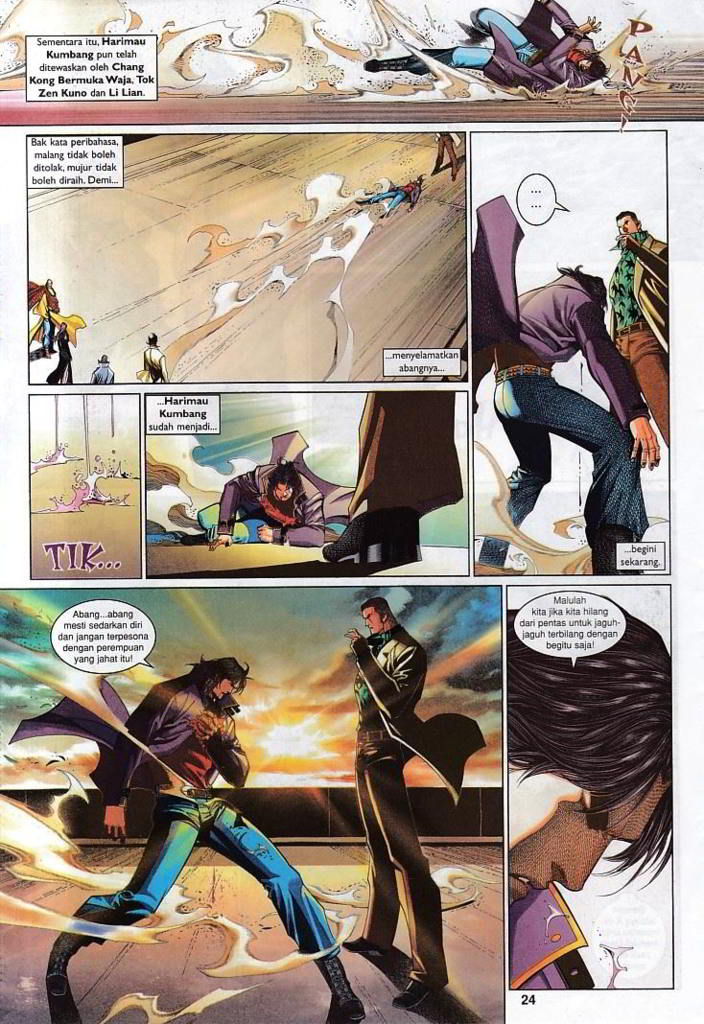 Sementara itu, Harimau
Kumbang pun telah
ditewaskan oleh Chang
Kong Bermuka Waja, Tok
Zen Kuno dan Li Lian.
PANG!
Bak kata peribahasa,
malang tidak boleh
ditolak, mujur tidak
boleh diraih. Demi...
...menyelamatkan
abangnya...
...
...
TIK...
...Harimau
Kumbang
sudah menjadi...
...begini
sekarang.
Abang...abang
mesti sedarkan diri
dan jangan terpesona
dengan perempuan
yang jahat itu!
Malulah
kita jika kita hilang
dari pentas untuk jaguh-
jaguh terbilang dengan
begitu saja!
24